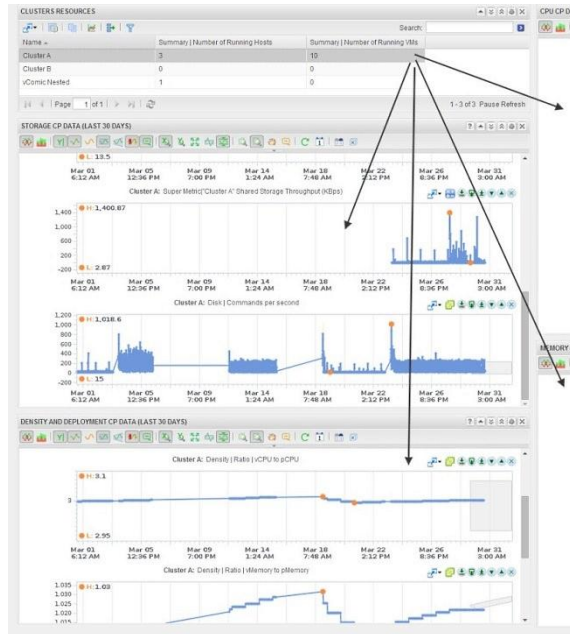 CLUSTERS RESOURCES
Search:
Name Summary | Number of Running Hosts Summary | Number of Running VMs
Cluster A 3 10
Cluster B 0 0
vComic Nested 1 0
Page 1 of 1
1 - 3 of 3 Pause Refresh
STORAGE CP DATA (LAST 30 DAYS)
L: 13.5
Mar 01 Mar 05 Mar 10 Mar 14 Mar 18 Mar 22 Mar 26 Mar 31
6:12 AM 12:36 PM 7:00 PM 1:24 AM 7:48 AM 2:12 PM 8:36 PM 3:00 AM
Cluster A: Super Metric|"Cluster A" Shared Storage Throughput (KBps)
H: 1,400.87
1,400
1,000
600
200
-200
L: 2.87
Mar 01 Mar 05 Mar 10 Mar 14 Mar 18 Mar 22 Mar 26 Mar 31
6:12 AM 12:36 PM 7:00 PM 1:24 AM 7:48 AM 2:12 PM 8:36 PM 3:00 AM
Cluster A: Disk | Commands per second
1,200
H: 1,018.6
1,000
800
600
400
200
0
-200
L: 15
Mar 01 Mar 05 Mar 10 Mar 14 Mar 18 Mar 22 Mar 26 Mar 31
6:12 AM 12:36 PM 7:00 PM 1:24 AM 7:48 AM 2:12 PM 8:36 PM 3:00 AM
DENSITY AND DEPLOYMENT CP DATA (LAST 30 DAYS)
Cluster A: Density | Ratio | vCPU to pCPU
H: 3.1
3
L: 2.95
Mar 01 Mar 05 Mar 10 Mar 14 Mar 18 Mar 22 Mar 26 Mar 31
6:12 AM 12:36 PM 7:00 PM 1:24 AM 7:48 AM 2:12 PM 8:36 PM 3:00 AM
Cluster A: Density | Ratio | vMemory to pMemory
1.035
H: 1.03
1.030
1.025
1.020
1.015
CPU CP D
MEMORY